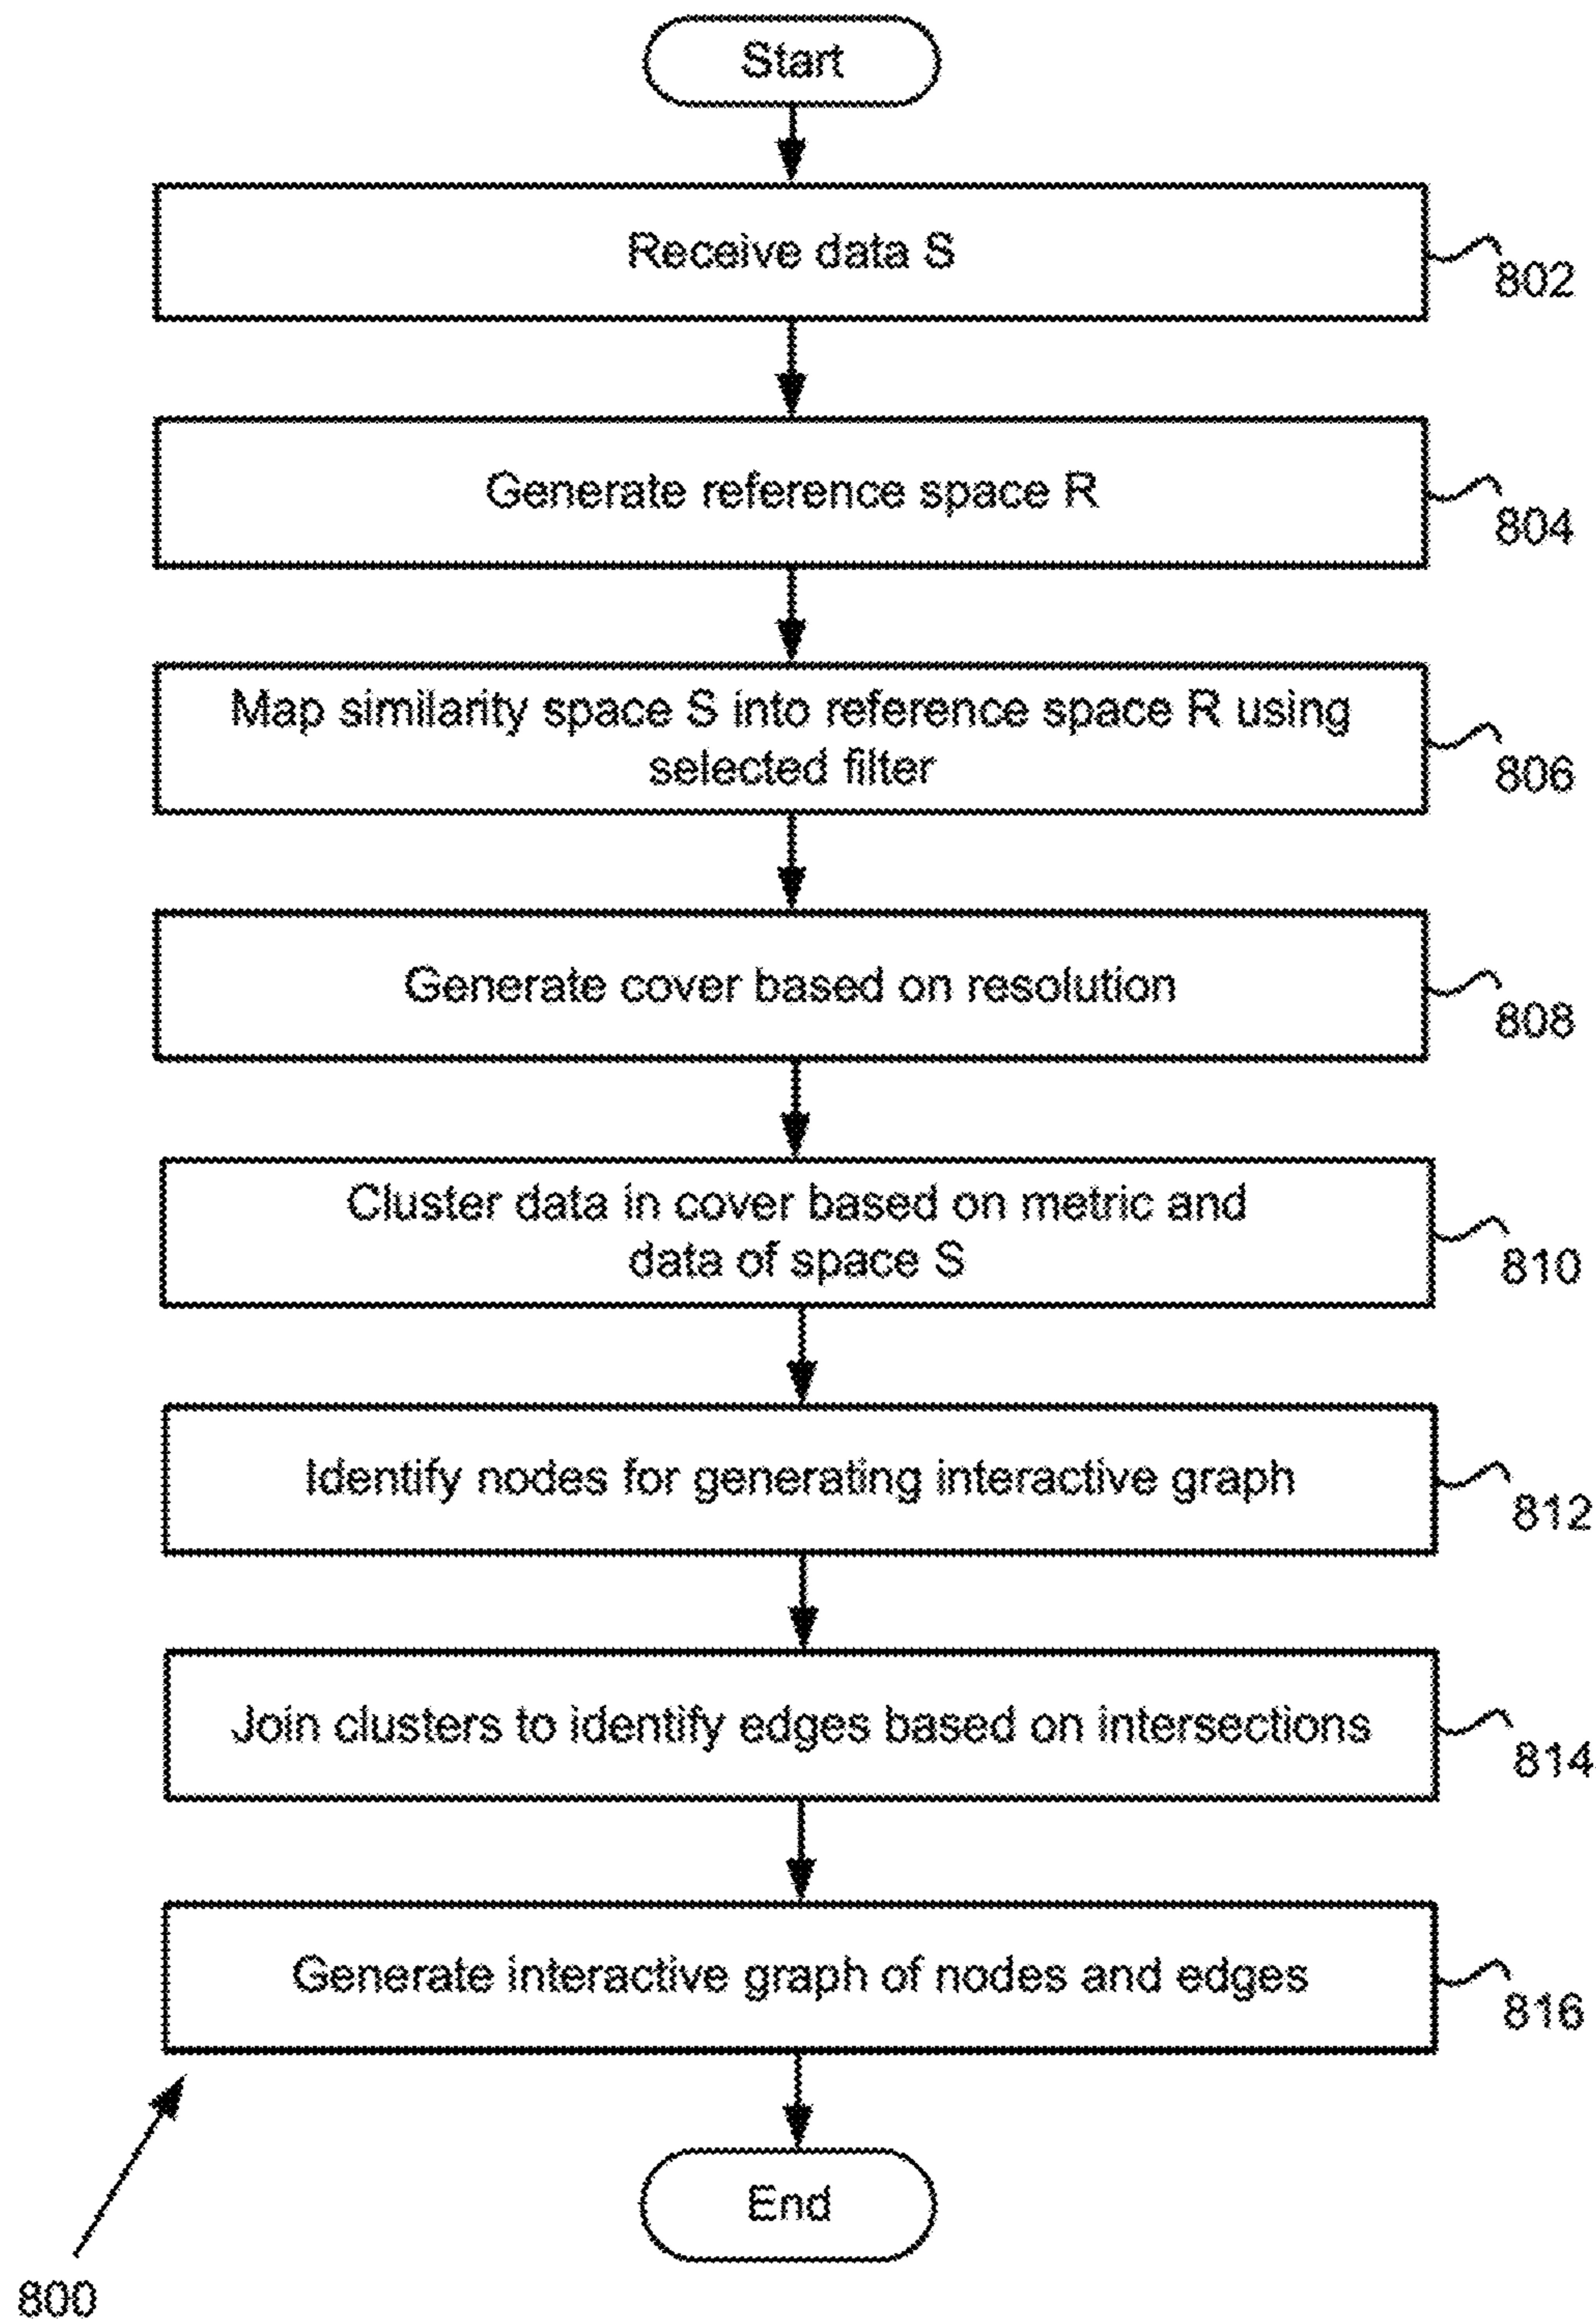 Start
Receive data S
802
Generate reference space R
804
Map similarity space S into reference space R using
selected filter
806
Generate cover based on resolution
808
Cluster data in cover based on metric and
data of space S
810
Identify nodes for generating interactive graph
812
Join clusters to identify edges based on intersections
814
Generate interactive graph of nodes and edges
816
End
800